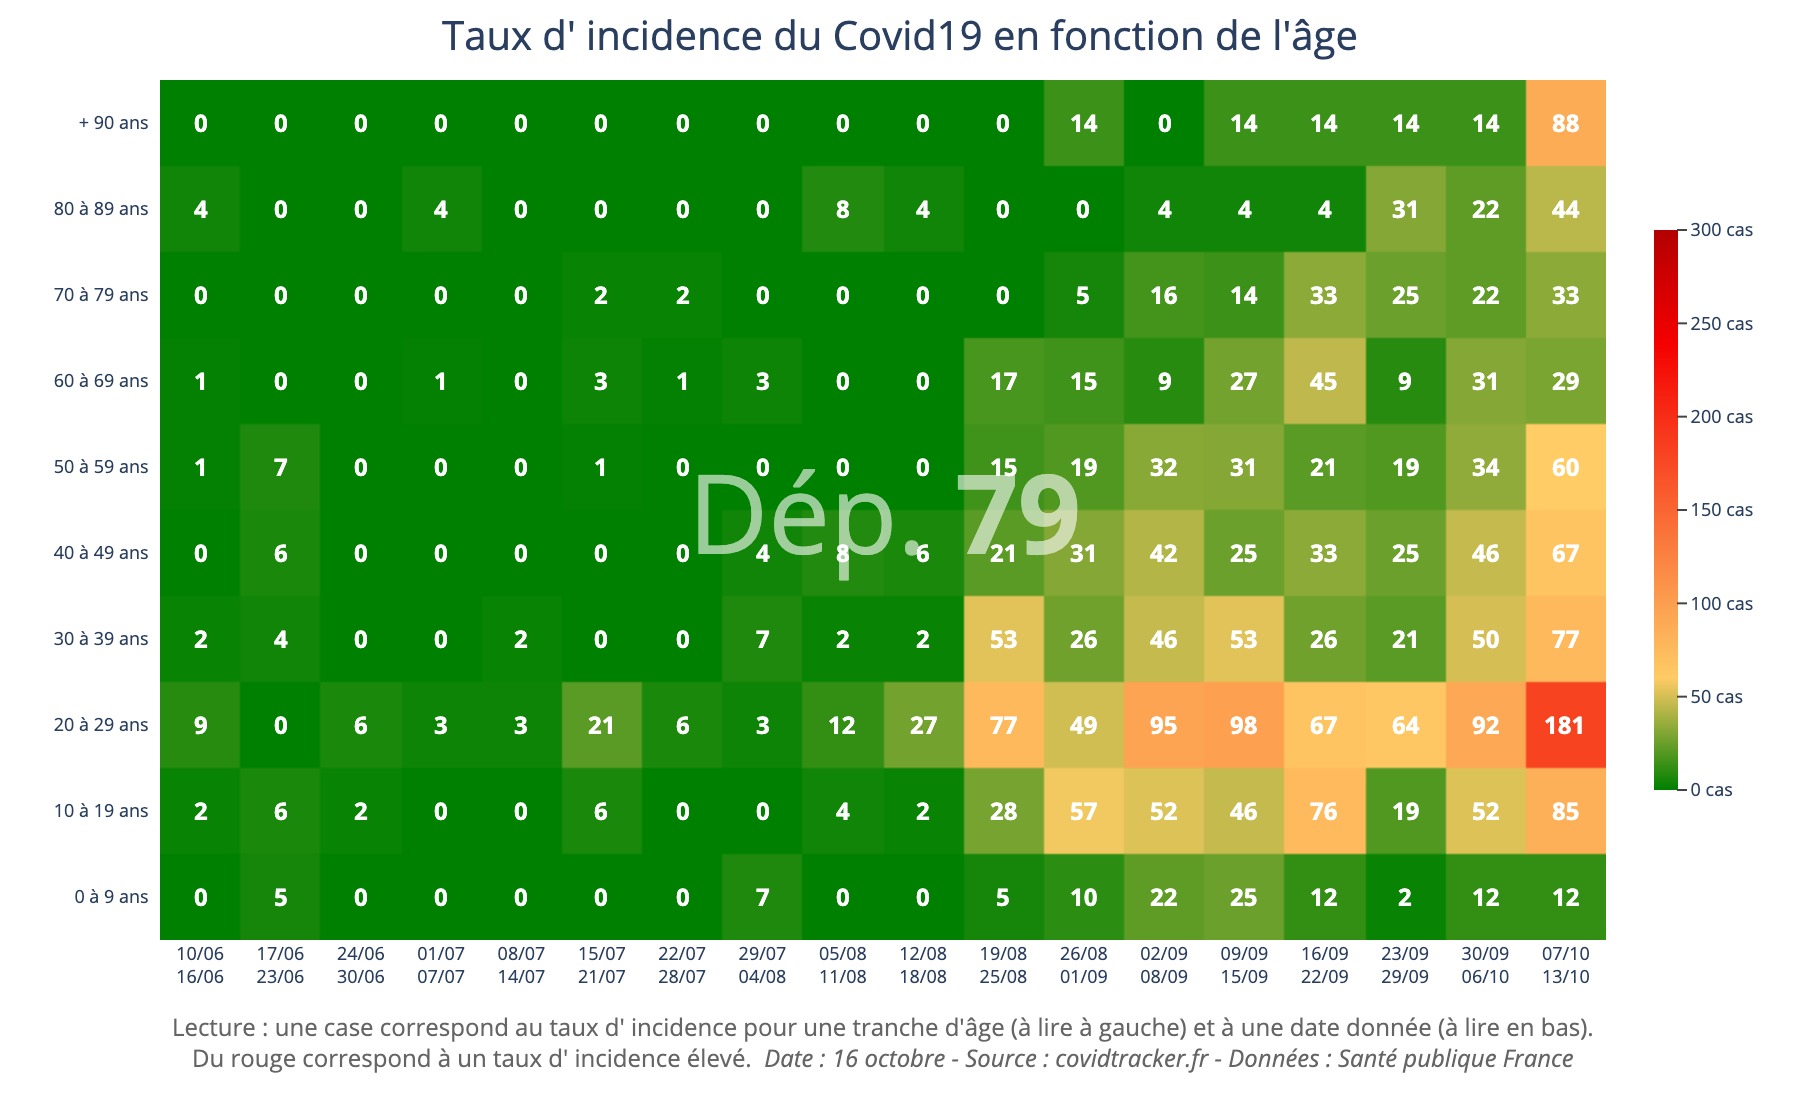 Taux d' incidence du Covid19 en fonction de l'âge
+ 90 ans 0 0 0 0 0 0 0 0 0 0 0 14 0 14 14 14 14 88
80 à 89 ans 4 0 0 4 0 0 0 0 8 4 0 0 4 4 4 31 22 44
70 à 79 ans 0 0 0 0 0 2 2 0 0 0 0 5 16 14 33 25 22 33
60 à 69 ans 1 0 0 1 0 3 1 3 0 0 17 15 9 27 45 9 31 29
50 à 59 ans 1 7 0 0 0 1 0 0 0 0 15 19 32 31 21 19 34 60
Dép. 79
40 à 49 ans 0 6 0 0 0 0 0 4 8 6 21 31 42 25 33 25 46 67
30 à 39 ans 2 4 0 0 2 0 0 7 2 2 53 26 46 53 26 21 50 77
20 à 29 ans 9 0 6 3 3 21 6 3 12 27 77 49 95 98 67 64 92 181
10 à 19 ans 2 6 2 0 0 6 0 0 4 2 28 57 52 46 76 19 52 85
0 à 9 ans 0 5 0 0 0 0 0 7 0 0 5 10 22 25 12 2 12 12
10/06 17/06 24/06 01/07 08/07 15/07 22/07 29/07 05/08 12/08 19/08 26/08 02/09 09/09 16/09 23/09 30/09 07/10
16/06 23/06 30/06 07/07 14/07 21/07 28/07 04/08 11/08 18/08 25/08 01/09 08/09 15/09 22/09 29/09 06/10 13/10
300 cas
250 cas
200 cas
150 cas
100 cas
50 cas
0 cas
Lecture : une case correspond au taux d' incidence pour une tranche d'âge (à lire à gauche) et à une date donnée (à lire en bas).
Du rouge correspond à un taux d' incidence élevé. Date : 16 octobre - Source : covidtracker.fr - Données : Santé publique France